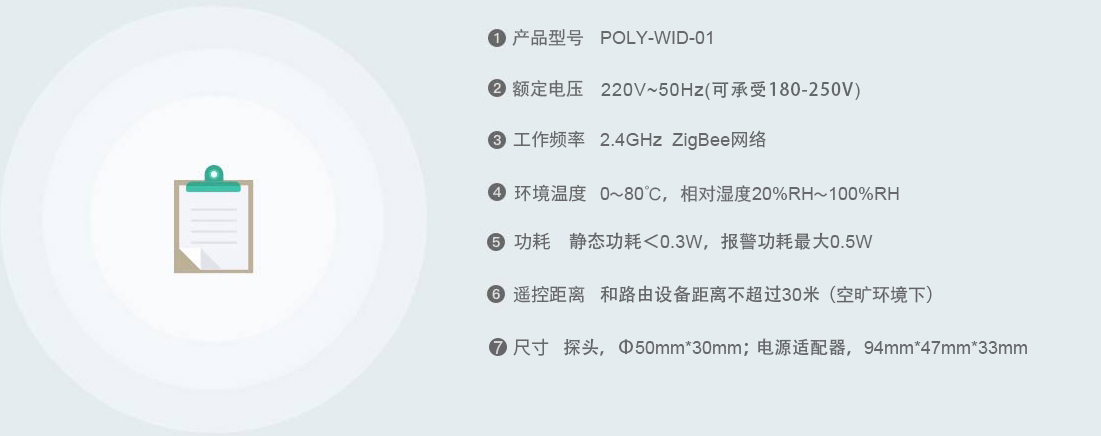 ❶ 产品型号 POLY-WID-01
❷ 额定电压 220V~50Hz(可承受180-250V)
❸ 工作频率 2.4GHz ZigBee网络
❹ 环境温度 0～80℃，相对湿度20%RH～100%RH
❺ 功耗 静态功耗＜0.3W，报警功耗最大0.5W
❻ 遥控距离 和路由设备距离不超过30米（空旷环境下）
❼ 尺寸 探头，Φ50mm*30mm；电源适配器，94mm*47mm*33mm